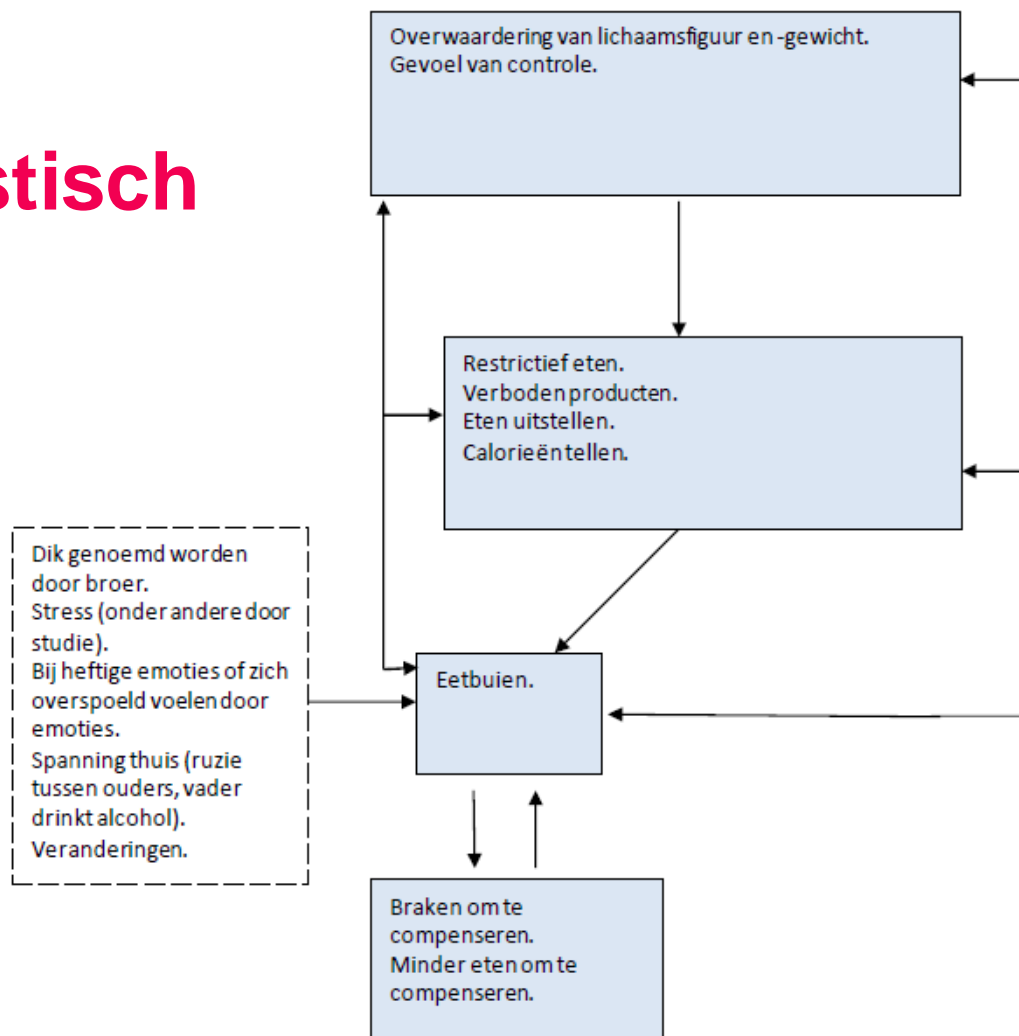 Overwaardering van lichaamsfiguur en -gewicht.
Gevoel van controle.
stisch
Restrictief eten.
Verboden producten.
Eten uitstellen.
Calorieën tellen.
Dik genoemd worden
door broer.
Stress (onder andere door
studie).
Bij heftige emoties of zich
overspoeld voelen door
emoties.
Spanning thuis (ruzie
tussen ouders, vader
drinkt alcohol).
Veranderingen.
Eetbuien.
Braken om te
compenseren.
Minder eten om te
compenseren.